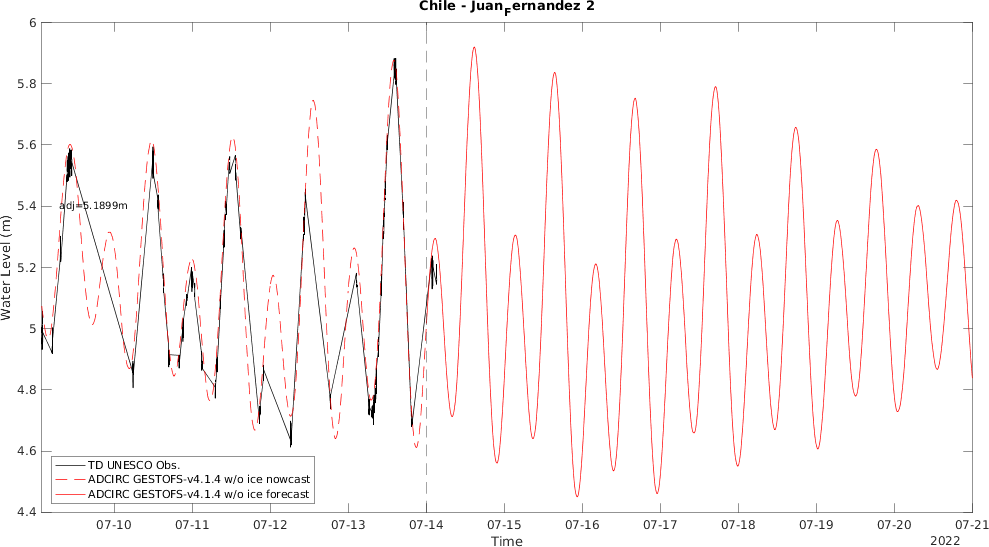 Chile - Juan_Fernandez 2
6
5.8
5.6
5.4
5.2
5
4.8
4.6
4.4
Water Level (m)
adj=5.1899m
TD UNESCO Obs.
ADCIRC GESTOFS-v4.1.4 w/o ice nowcast
ADCIRC GESTOFS-v4.1.4 w/o ice forecast
07-10 07-11 07-12 07-13 07-14 07-15 07-16 07-17 07-18 07-19 07-20 07-21
Time
2022